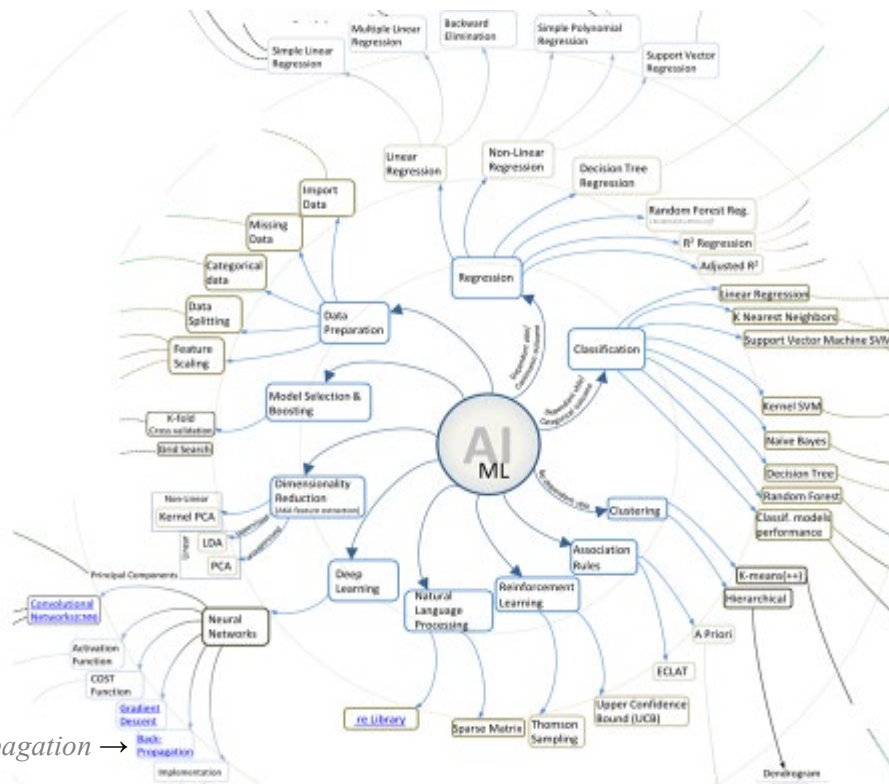 Multiple Linear
Regression
Backward
Elimination
Simple Polynomial
Regression
Simple Linear
Regression
Support Vector
Regression
Linear
Regression
Non-Linear
Regression
Decision Tree
Regression
Import
Data
Missing
Data
Random Forest Reg.
R² Regression
Adjusted R²
Categorical
data
Regression
Data
Splitting
Data
Preparation
Feature
Scaling
Classification
Linear Regression
K Nearest Neighbors
Support Vector Machine SVM
Model Selection &
Boosting
K-fold
Cross validation
Grid Search
AI
ML
Kernel SVM
Naive Bayes
Decision Tree
Random Forest
Classif. models
performance
Dimensionality
Reduction
(AKA feature extraction)
Non-Linear
Kernel PCA
Linear
LDA
PCA
Principal Components
Clustering
Association
Rules
Reinforcement
Learning
Natural
Language
Processing
Deep
Learning
K-means(++)
Hierarchical
Convolutional
Networks(CNN)
Neural
Networks
Activation
Function
COST
Function
Gradient
Descent
pagation →
Back-
Propagation
Implementation
A Priori
ECLAT
Upper Confidence
Bound (UCB)
Thomson
Sampling
Sparse Matrix
re Library
Dendrogram